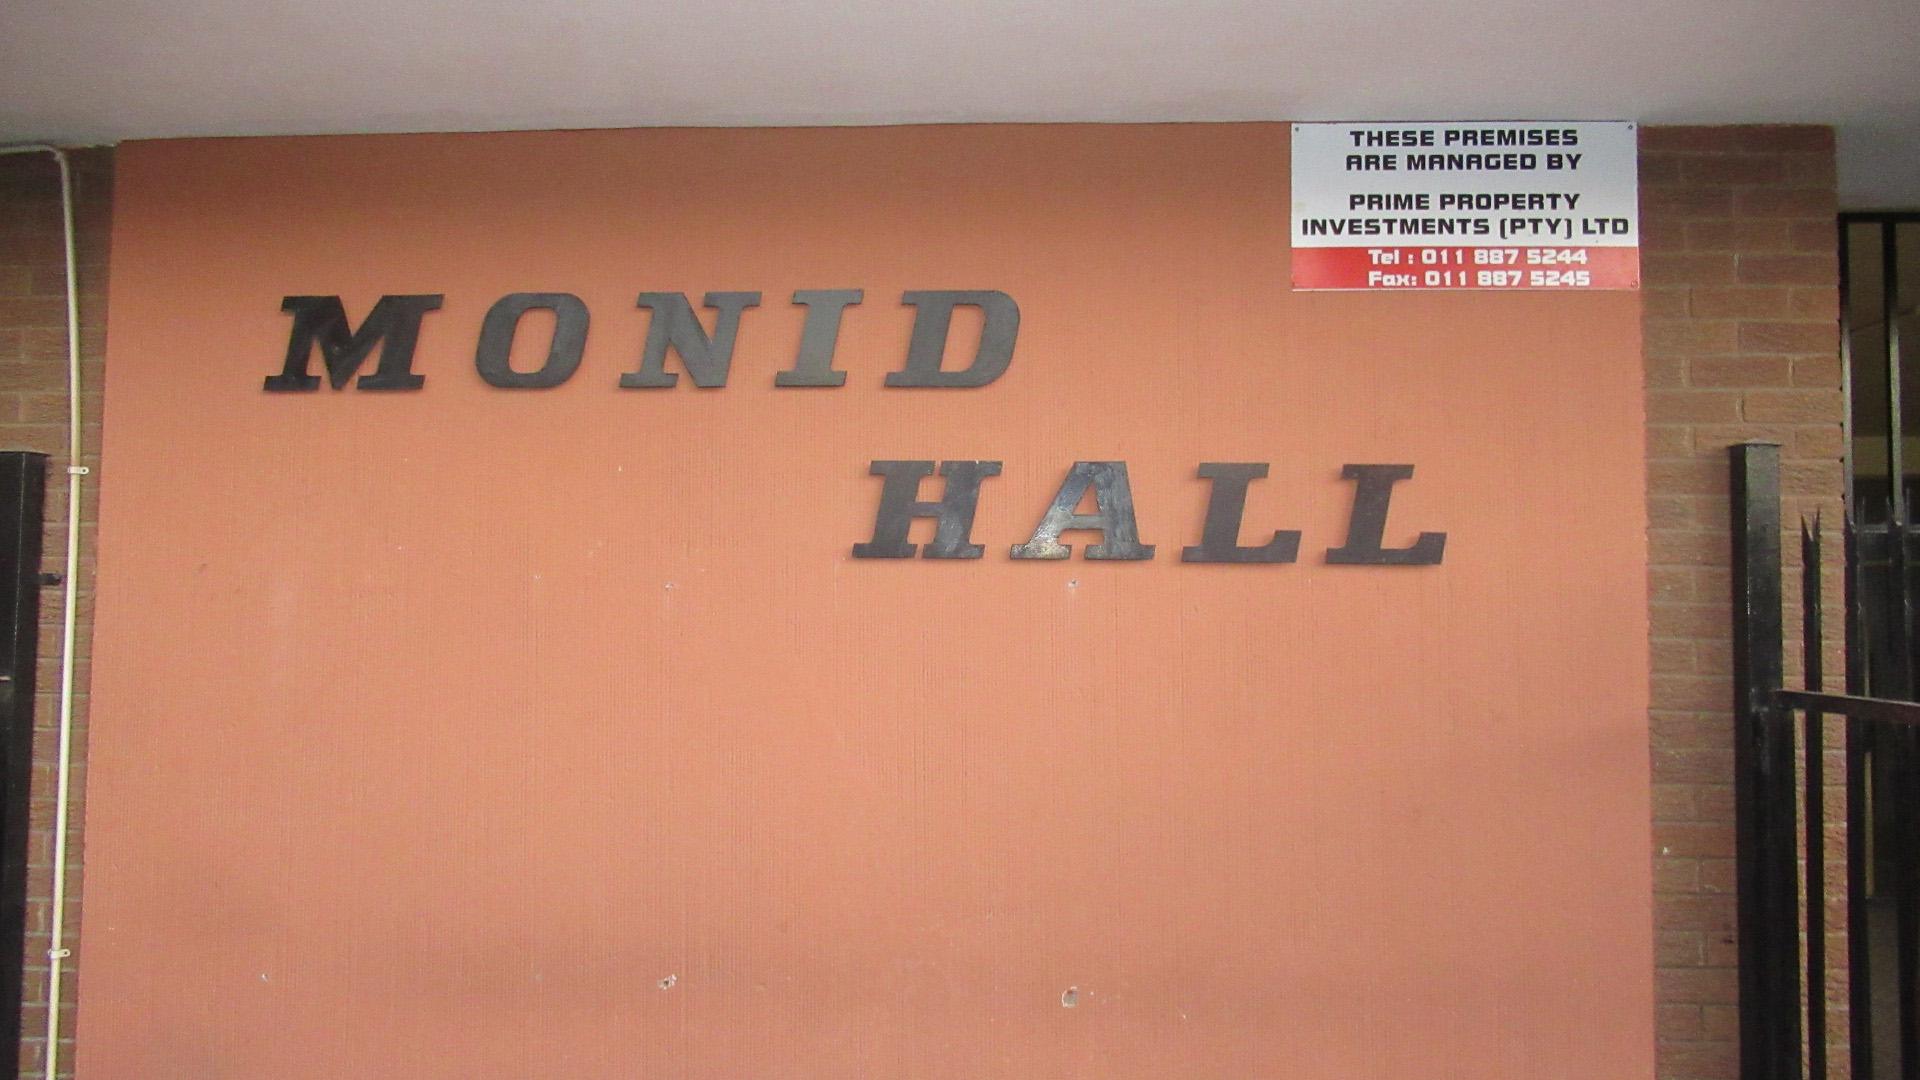 MONID
HALL
THESE PREMISES
ARE MANAGED BY
PRIME PROPERTY
INVESTMENTS (PTY) LTD
Tel : 011 887 5244
Fax: 011 887 5245